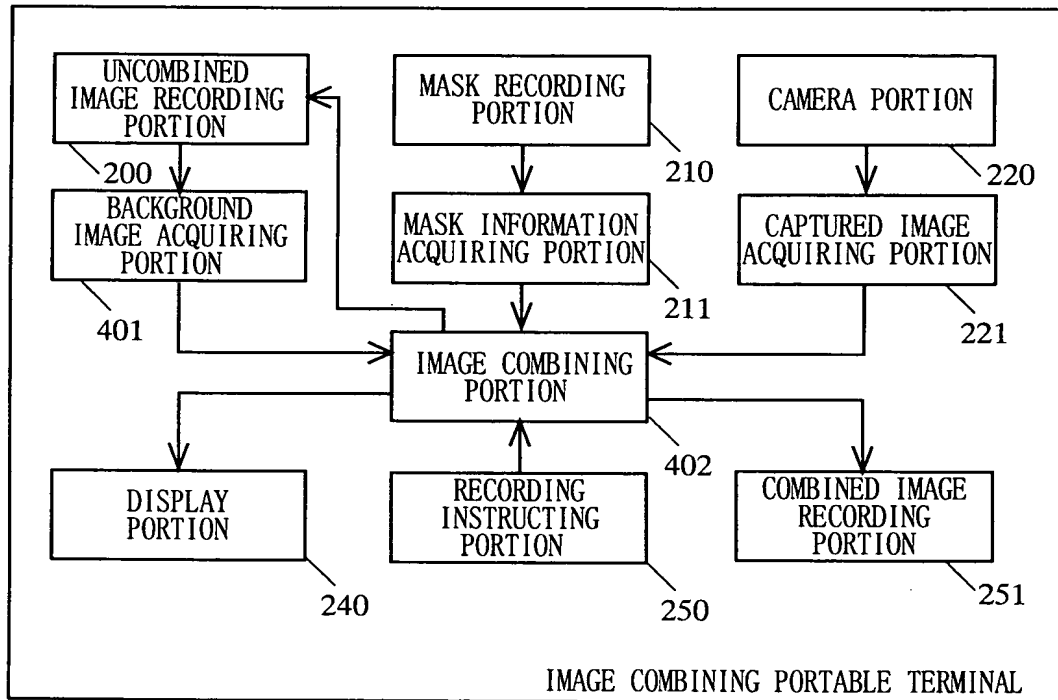 UNCOMBINED
IMAGE RECORDING
PORTION
200
MASK RECORDING
PORTION
210
CAMERA PORTION
220
BACKGROUND
IMAGE ACQUIRING
PORTION
401
MASK INFORMATION
ACQUIRING PORTION
211
CAPTURED IMAGE
ACQUIRING PORTION
221
IMAGE COMBINING
PORTION
402
DISPLAY
PORTION
240
RECORDING
INSTRUCTING
PORTION
250
COMBINED IMAGE
RECORDING
PORTION
251
IMAGE COMBINING PORTABLE TERMINAL